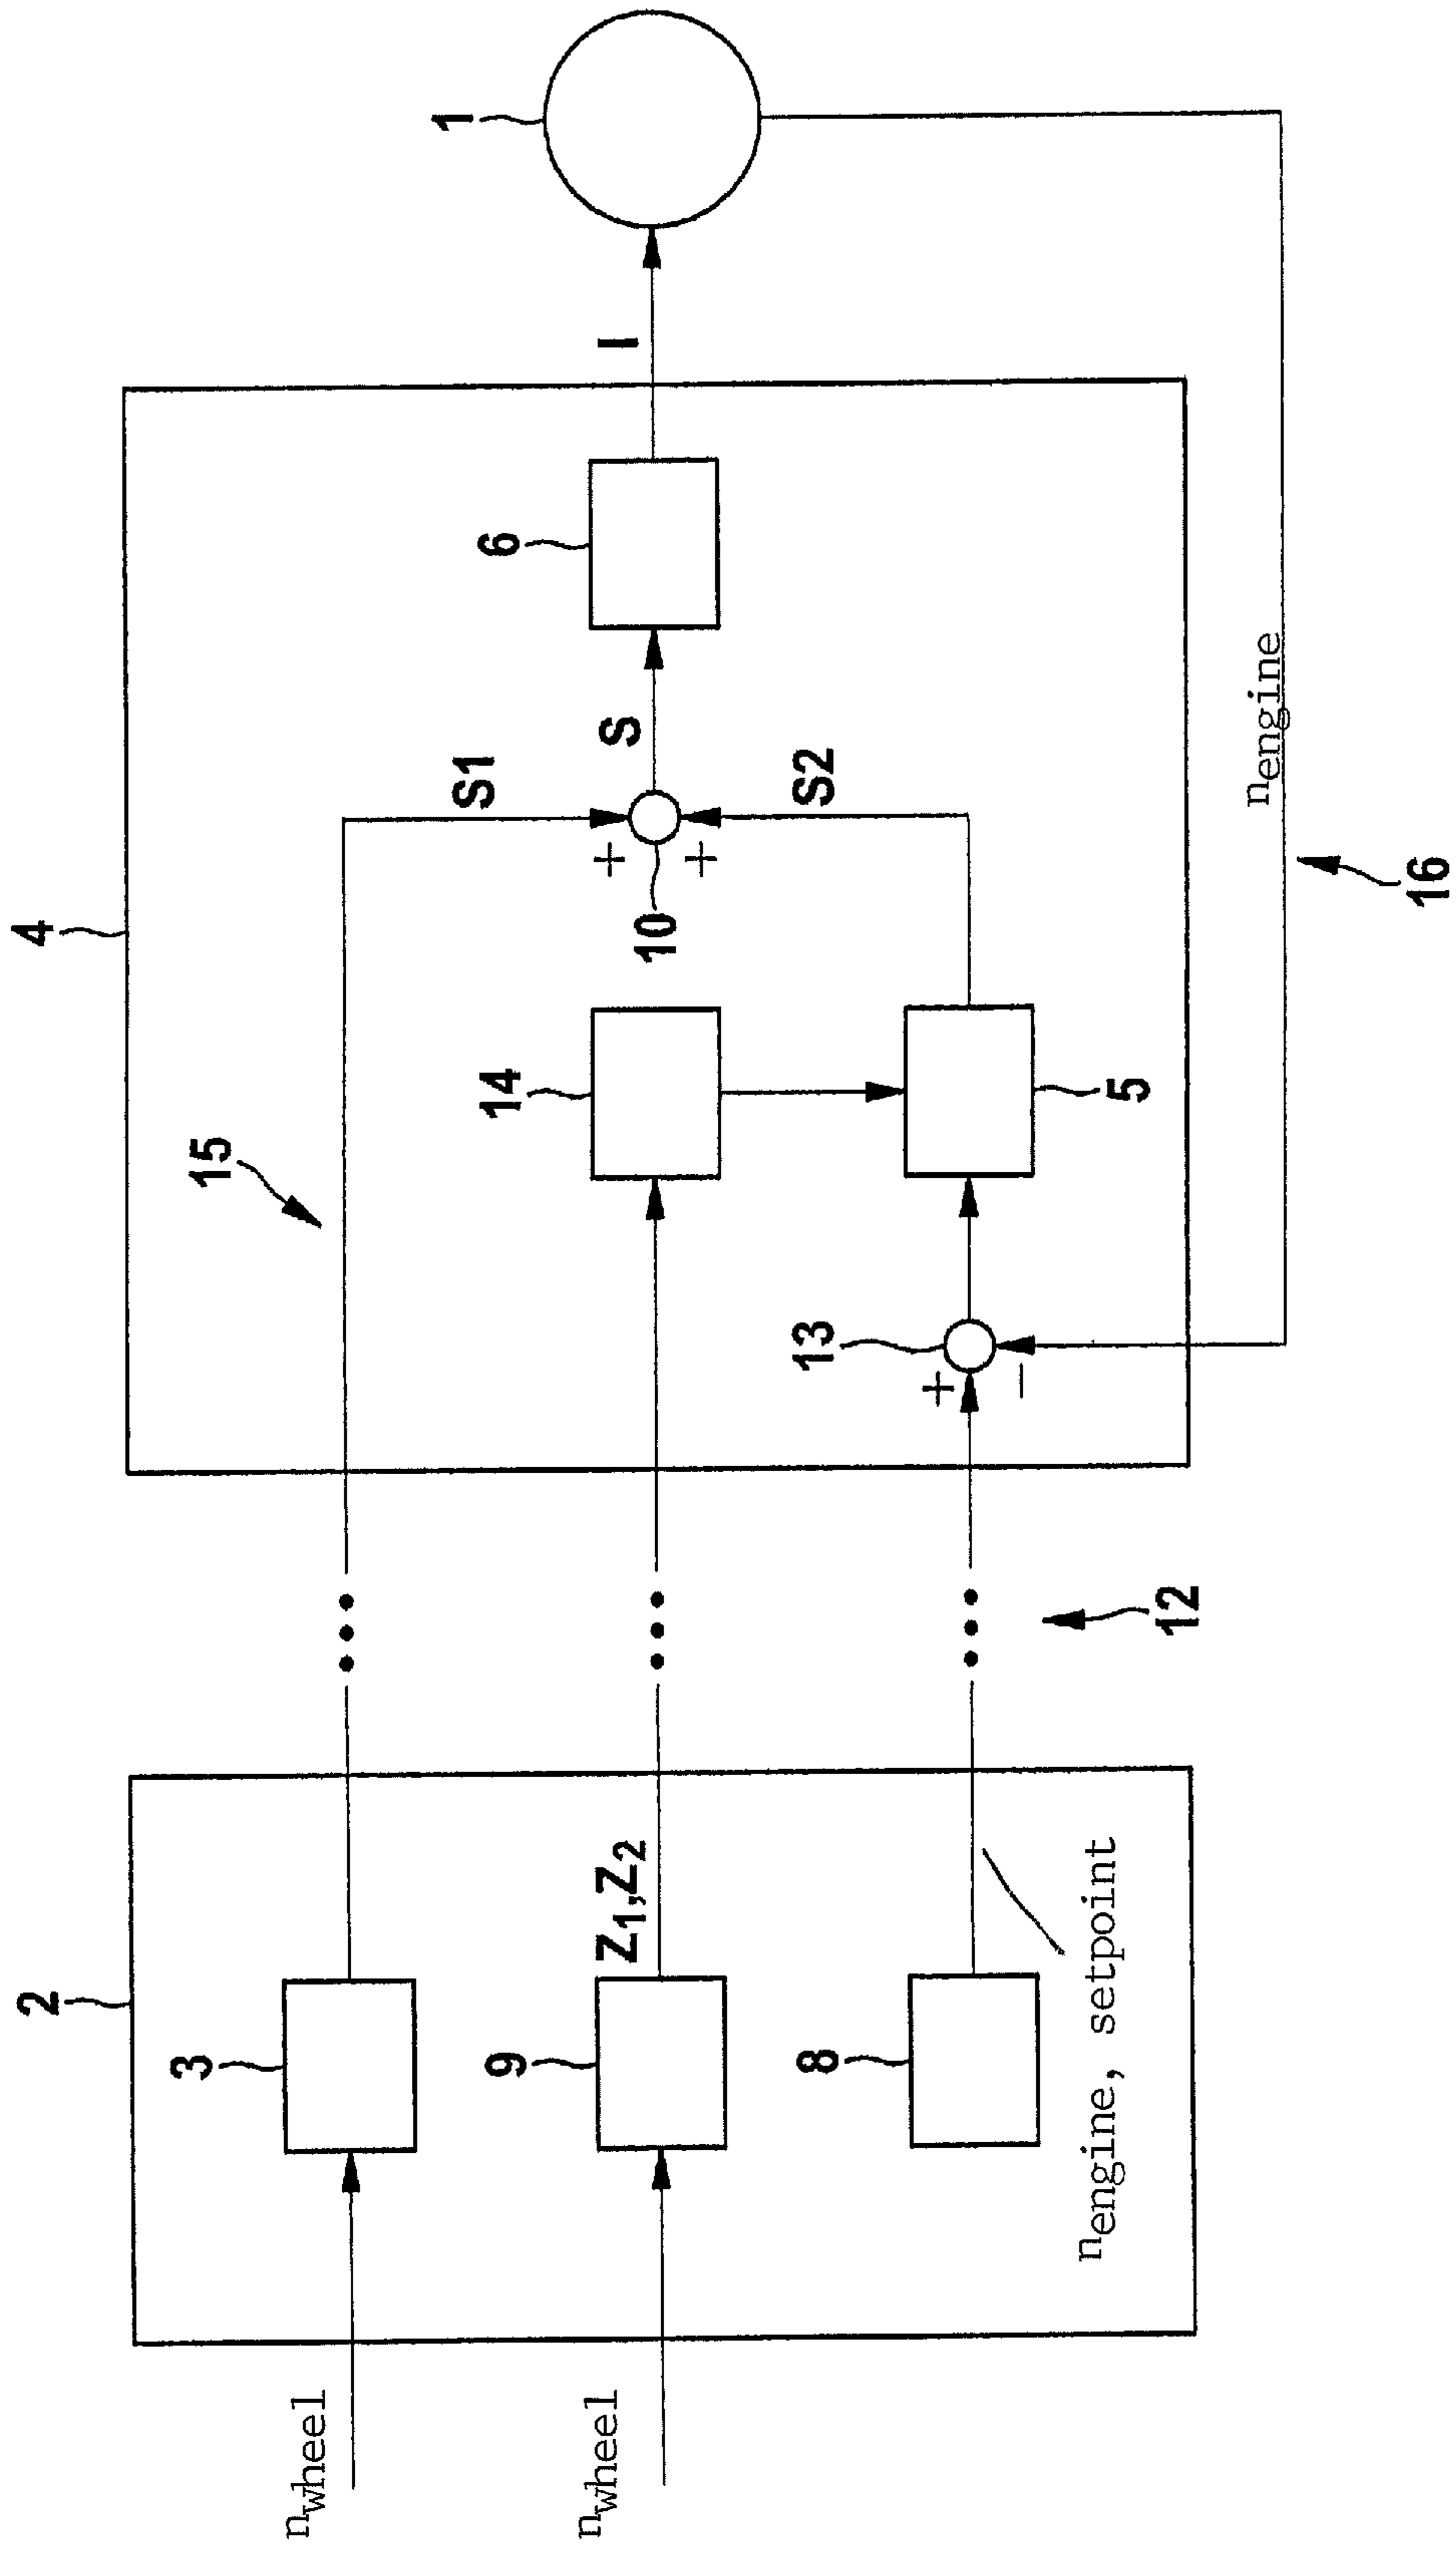 n_wheel
n_wheel
2
3
9
Z₁,Z₂
8
n_engine, setpoint
12
4
15
14
13
+
−
5
10
+
+
S1
S
S2
6
I
1
n_engine
16